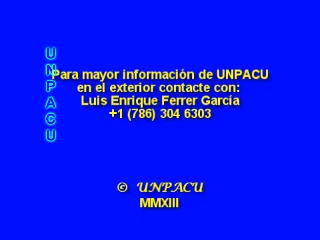 UNPACU
Para mayor información de UNPACU
en el exterior contacte con:
Luis Enrique Ferrer García
+1 (786) 304 6303
© UNPACU
MMXIII